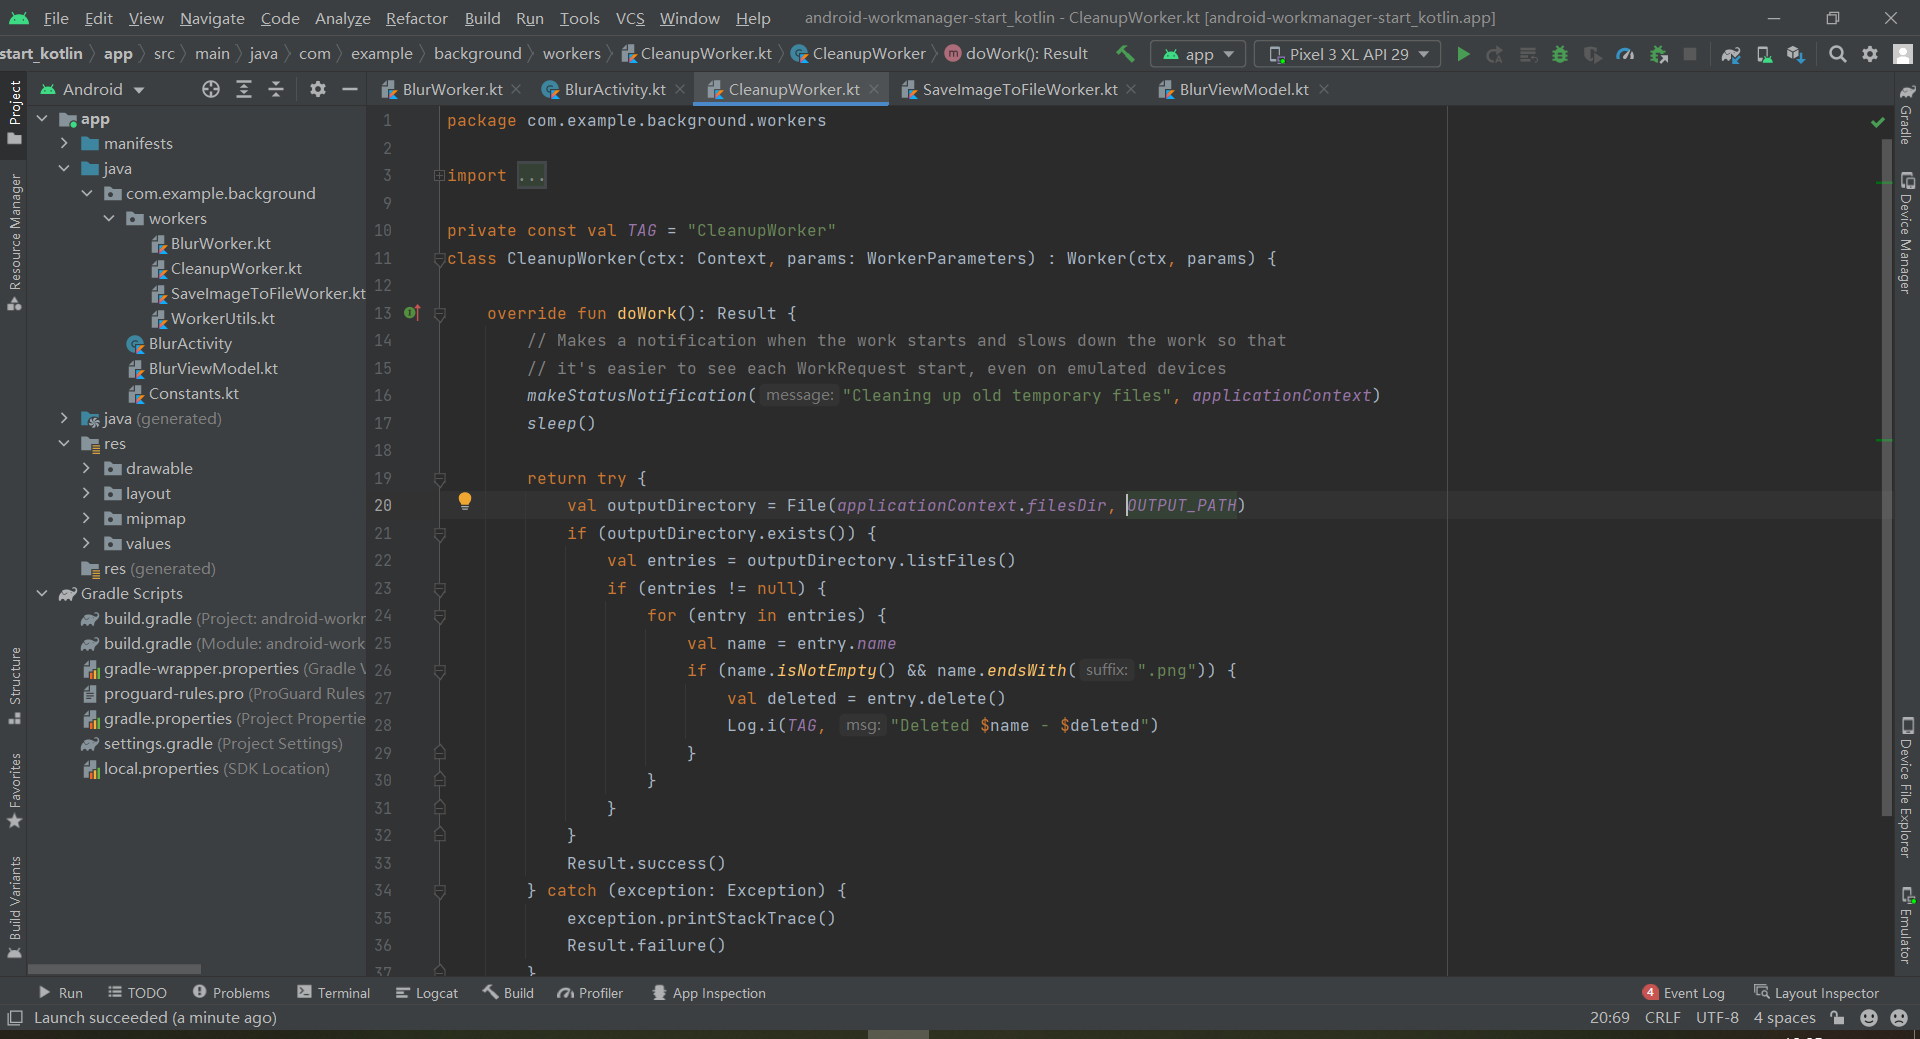 File Edit View Navigate Code Analyze Refactor Build Run Tools VCS Window Help android-workmanager-start_kotlin - CleanupWorker.kt [android-workmanager-start_kotlin.app]
start_kotlin app src main java com example background workers CleanupWorker.kt CleanupWorker doWork(): Result app Pixel 3 XL API 29
Android BlurWorker.kt BlurActivity.kt CleanupWorker.kt SaveImageToFileWorker.kt BlurViewModel.kt
Project
Resource Manager
Structure
Favorites
Build Variants
app
manifests
java
com.example.background
workers
BlurWorker.kt
CleanupWorker.kt
SaveImageToFileWorker.kt
WorkerUtils.kt
BlurActivity
BlurViewModel.kt
Constants.kt
java (generated)
res
drawable
layout
mipmap
values
res (generated)
Gradle Scripts
build.gradle (Project: android-workr
build.gradle (Module: android-work
gradle-wrapper.properties (Gradle V
proguard-rules.pro (ProGuard Rules
gradle.properties (Project Propertie
settings.gradle (Project Settings)
local.properties (SDK Location)
1 package com.example.background.workers
2
3 import ...
9
10 private const val TAG = "CleanupWorker"
11 class CleanupWorker(ctx: Context, params: WorkerParameters) : Worker(ctx, params) {
12
13 override fun doWork(): Result {
14 // Makes a notification when the work starts and slows down the work so that
15 // it's easier to see each WorkRequest start, even on emulated devices
16 makeStatusNotification( message: "Cleaning up old temporary files", applicationContext)
17 sleep()
18
19 return try {
20 val outputDirectory = File(applicationContext.filesDir, OUTPUT_PATH)
21 if (outputDirectory.exists()) {
22 val entries = outputDirectory.listFiles()
23 if (entries != null) {
24 for (entry in entries) {
25 val name = entry.name
26 if (name.isNotEmpty() && name.endsWith( suffix: ".png")) {
27 val deleted = entry.delete()
28 Log.i(TAG, msg: "Deleted $name - $deleted")
29 }
30 }
31 }
32 }
33 Result.success()
34 } catch (exception: Exception) {
35 exception.printStackTrace()
36 Result.failure()
37 }
Gradle
Device Manager
Device File Explorer
Emulator
Run TODO Problems Terminal Logcat Build Profiler App Inspection 4 Event Log Layout Inspector
Launch succeeded (a minute ago) 20:69 CRLF UTF-8 4 spaces